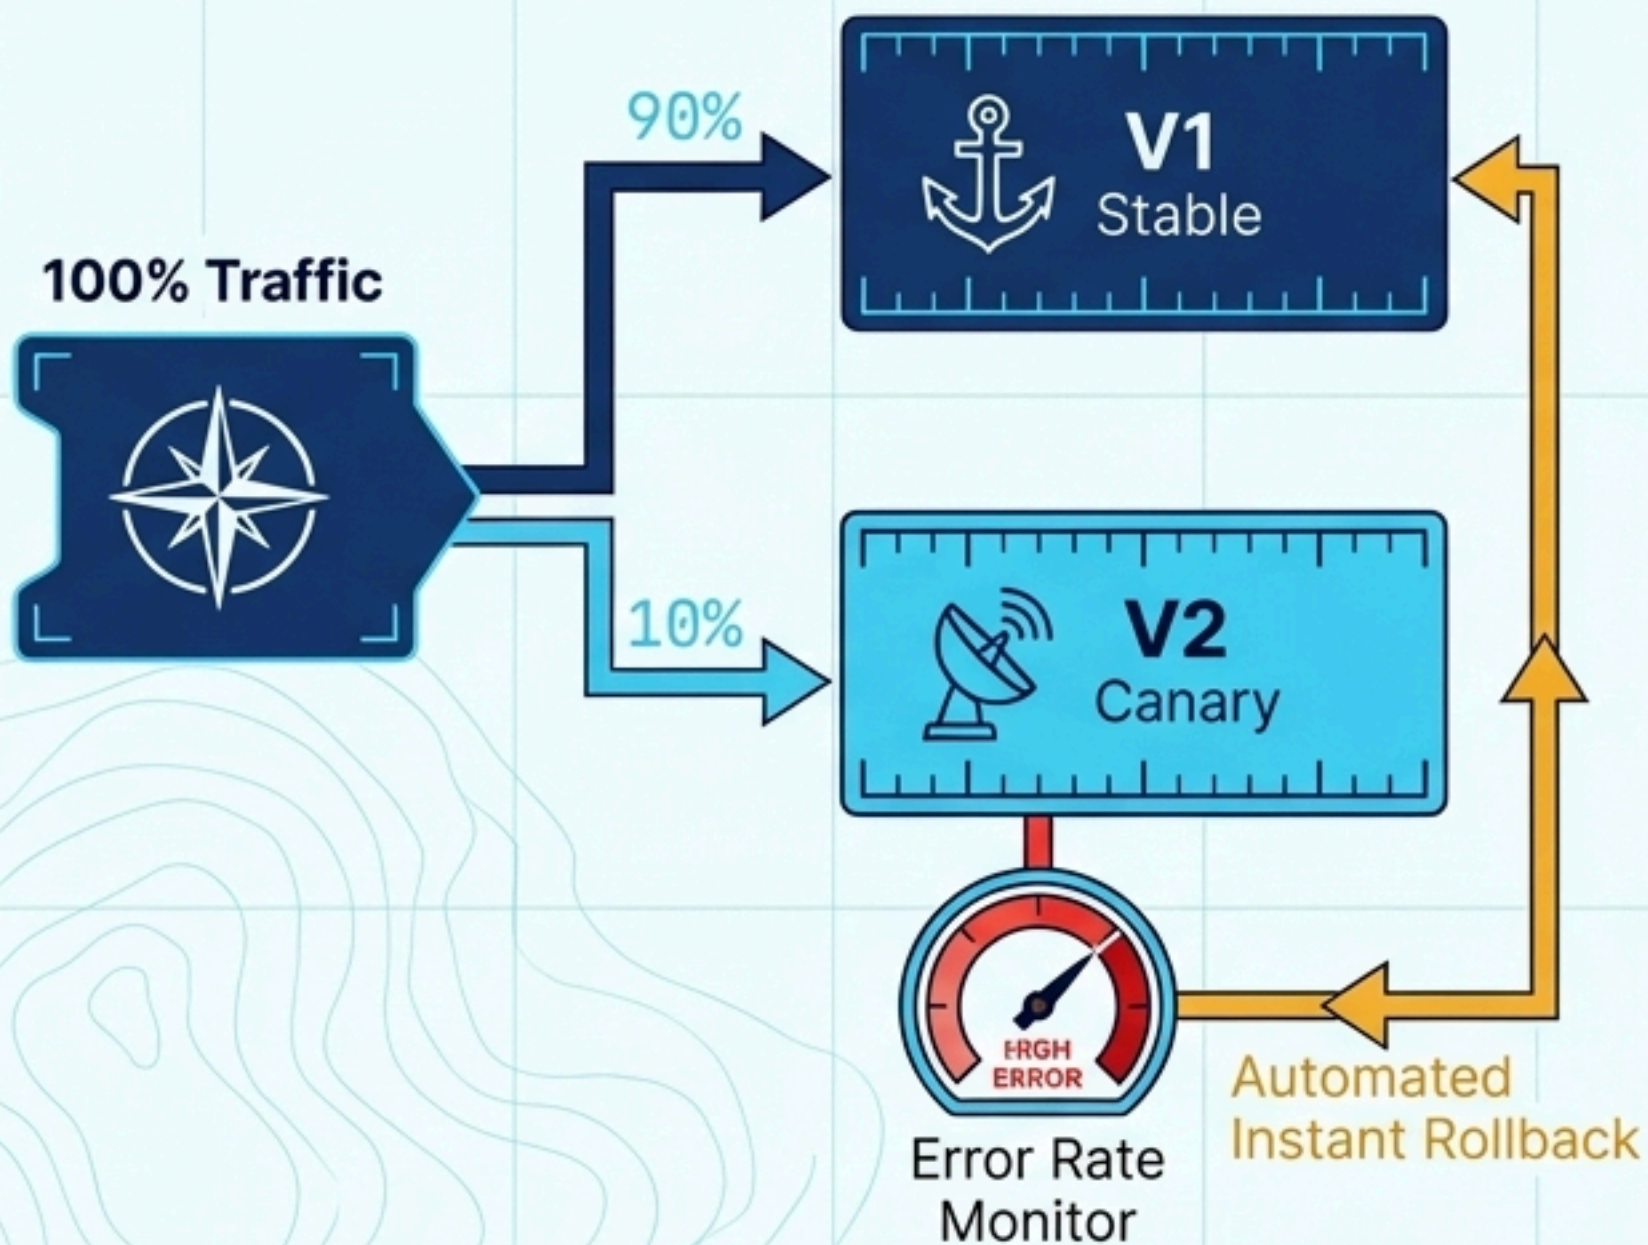 100% Traffic
90%
V1
Stable
10%
V2
Canary
ERROR
Error Rate
Monitor
Automated
Instant Rollback